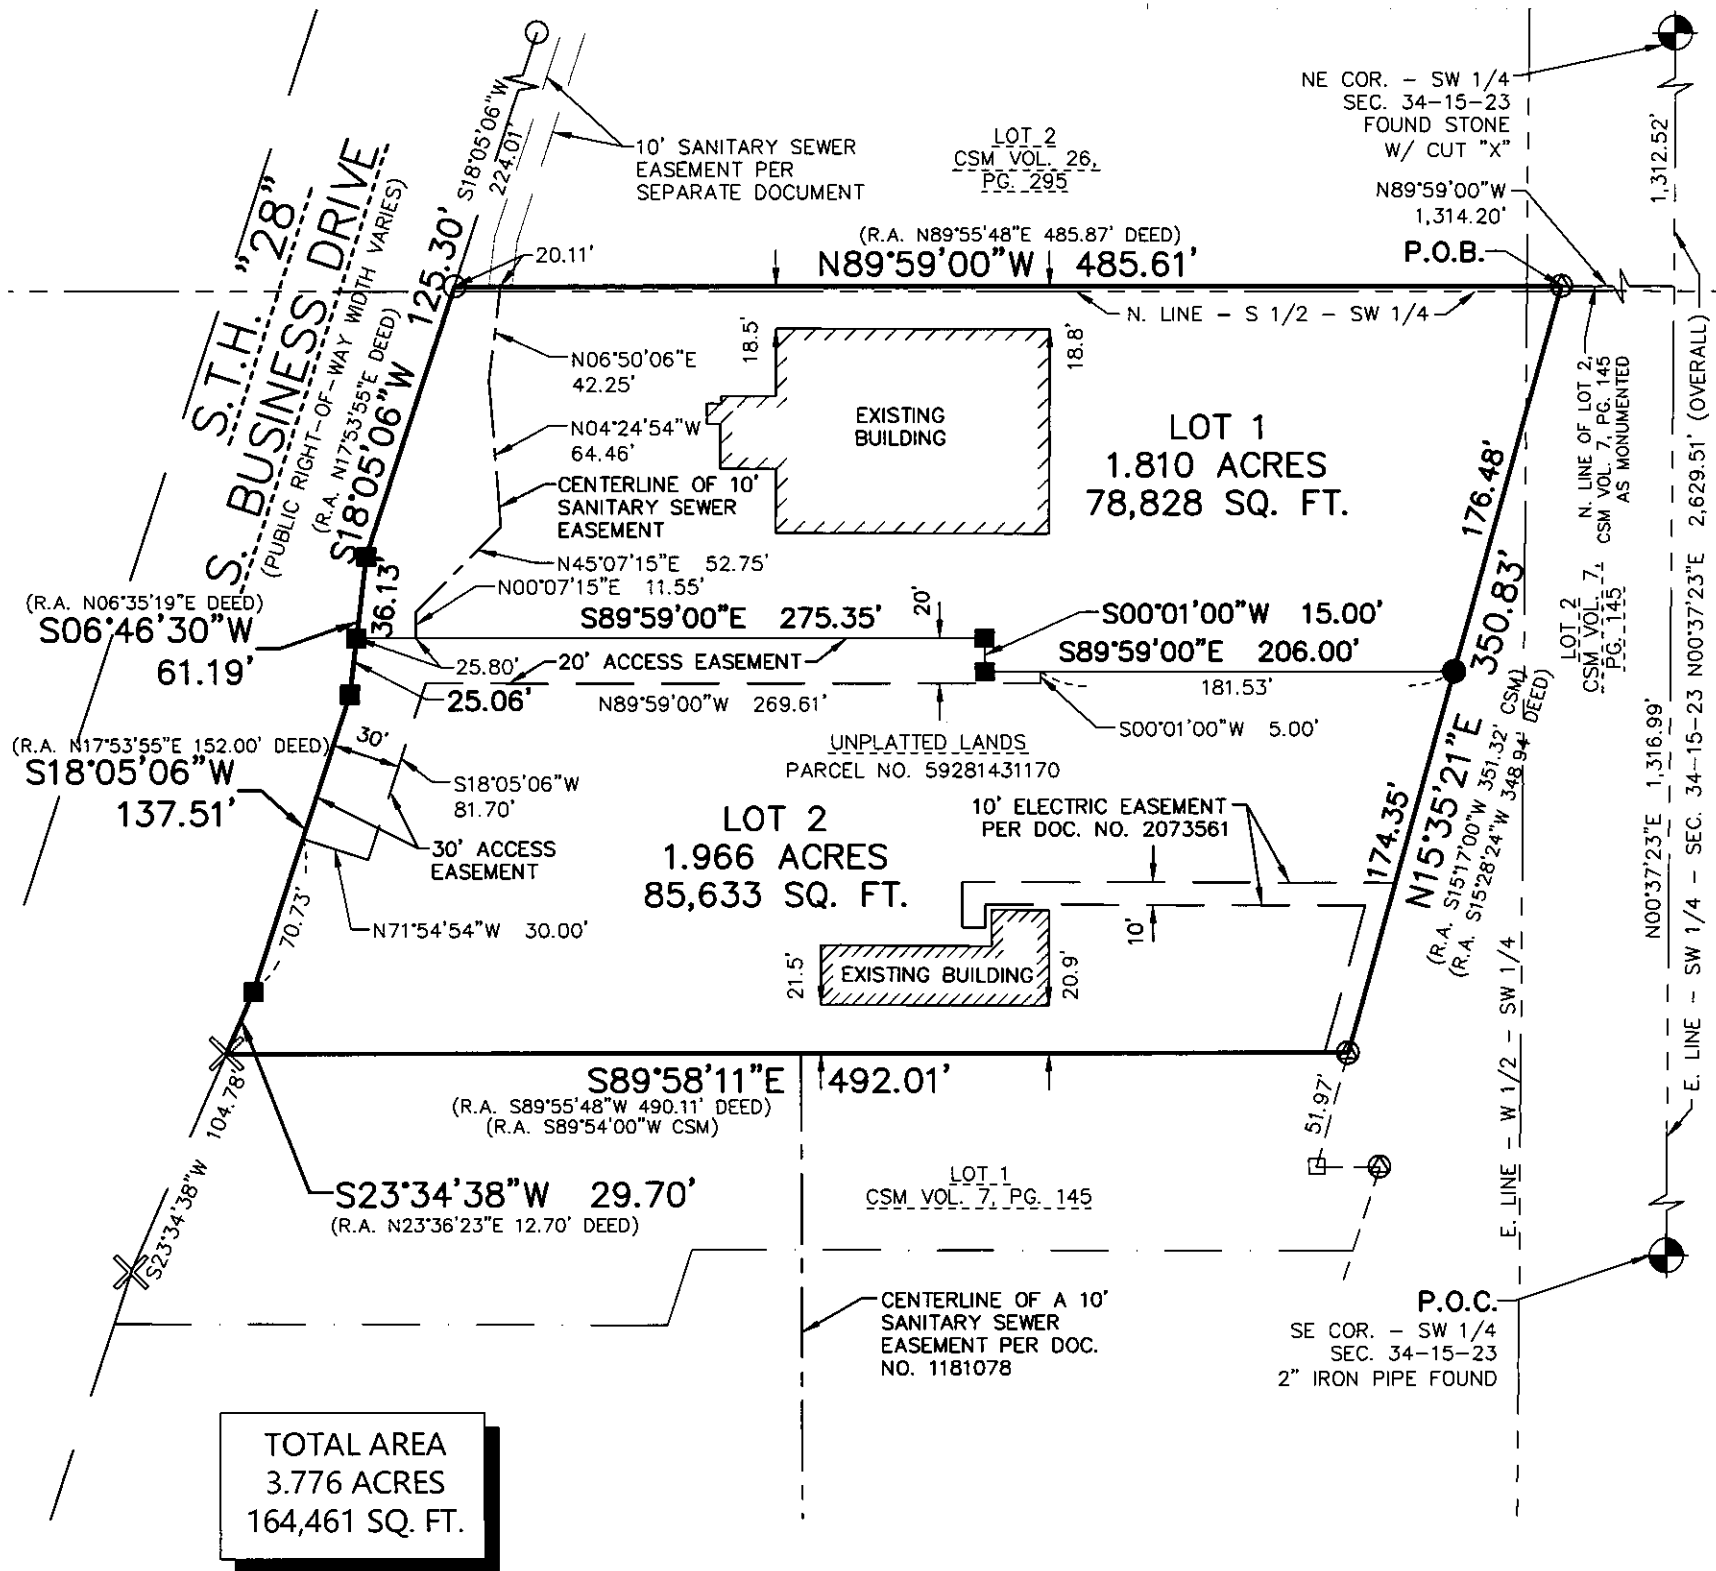 NE COR. - SW 1/4
SEC. 34-15-23
FOUND STONE
W/ CUT "X"
1,312.52'
N89°59'00"W
1,314.20'
P.O.B.
LOT 2
CSM VOL. 26,
PG. 295
10' SANITARY SEWER
EASEMENT PER
SEPARATE DOCUMENT
S18°05'06"W
224.01'
20.11'
(R.A. N89°55'48"E 485.87' DEED)
N89°59'00"W 485.61'
N. LINE - S 1/2 - SW 1/4
S.T.H. "28"
S. BUSINESS DRIVE
(PUBLIC RIGHT-OF-WAY WIDTH VARIES)
(R.A. N17°53'55"E DEED)
S18°05'06"W 125.30'
N06°50'06"E
42.25'
N04°24'54"W
64.46'
CENTERLINE OF 10'
SANITARY SEWER
EASEMENT
N45°07'15"E 52.75'
N00°07'15"E 11.55'
18.5'
18.8'
EXISTING
BUILDING
LOT 1
1.810 ACRES
78,828 SQ. FT.
176.48'
N. LINE OF LOT 2,
CSM VOL. 7, PG. 145
AS MONUMENTED
2,629.51' (OVERALL)
E. LINE - SW 1/4 - SEC. 34-15-23 N00°37'23"E
(R.A. N06°35'19"E DEED)
S06°46'30"W
61.19'
36.13'
S89°59'00"E 275.35'
20'
S00°01'00"W 15.00'
S89°59'00"E 206.00'
25.80'
20' ACCESS EASEMENT
25.06'
N89°59'00"W 269.61'
181.53'
S00°01'00"W 5.00'
350.83'
N15°35'21"E
(R.A. S15°17'00"W 351.32' CSM)
(R.A. S15°28'24"W 348.94' DEED)
LOT 2
CSM VOL. 7,
PG. 145
N00°37'23"E 1,316.99'
(R.A. N17°53'55"E 152.00' DEED)
S18°05'06"W
137.51'
30'
S18°05'06"W
81.70'
30' ACCESS
EASEMENT
N71°54'54"W 30.00'
70.73'
UNPLATTED LANDS
PARCEL NO. 59281431170
LOT 2
1.966 ACRES
85,633 SQ. FT.
10' ELECTRIC EASEMENT
PER DOC. NO. 2073561
174.35'
10'
21.5'
EXISTING BUILDING
20.9'
E. LINE - W 1/2 - SW 1/4
S89°58'11"E 492.01'
(R.A. S89°55'48"W 490.11' DEED)
(R.A. S89°54'00"W CSM)
S23°34'38"W 104.78'
S23°34'38"W 29.70'
(R.A. N23°36'23"E 12.70' DEED)
51.97'
LOT 1
CSM VOL. 7, PG. 145
CENTERLINE OF A 10'
SANITARY SEWER
EASEMENT PER DOC.
NO. 1181078
P.O.C.
SE COR. - SW 1/4
SEC. 34-15-23
2" IRON PIPE FOUND
TOTAL AREA
3.776 ACRES
164,461 SQ. FT.